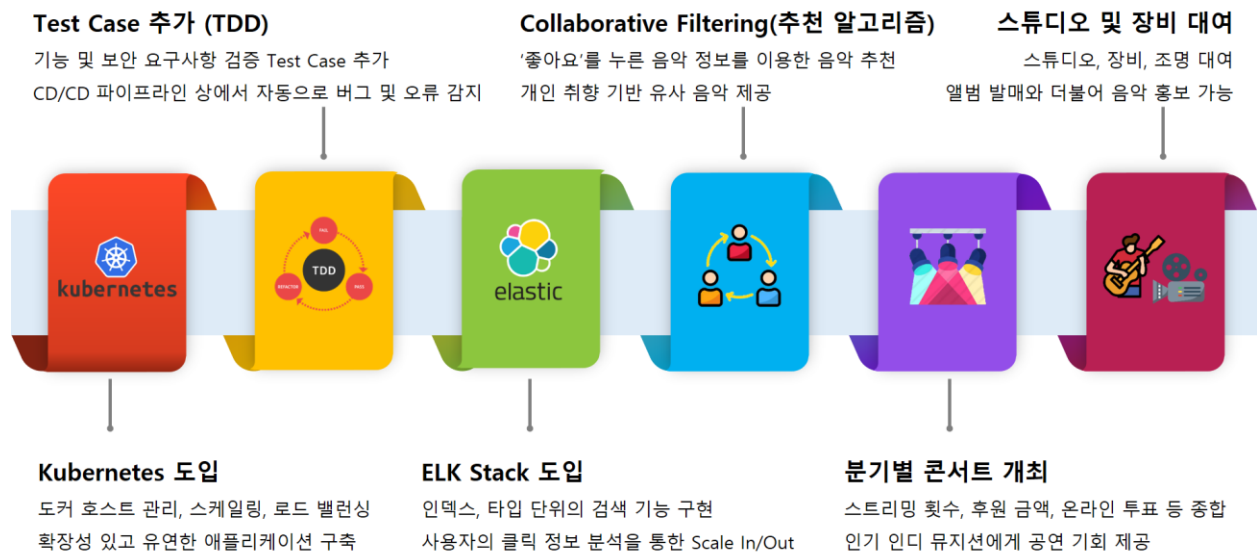 Test Case 추가 (TDD)
기능 및 보안 요구사항 검증 Test Case 추가
CD/CD 파이프라인 상에서 자동으로 버그 및 오류 감지
Collaborative Filtering(추천 알고리즘)
‘좋아요’를 누른 음악 정보를 이용한 음악 추천
개인 취향 기반 유사 음악 제공
스튜디오 및 장비 대여
스튜디오, 장비, 조명 대여
앨범 발매와 더불어 음악 홍보 가능
kubernetes
FAIL
TDD
REFACTOR
PASS
elastic
Kubernetes 도입
도커 호스트 관리, 스케일링, 로드 밸런싱
확장성 있고 유연한 애플리케이션 구축
ELK Stack 도입
인덱스, 타입 단위의 검색 기능 구현
사용자의 클릭 정보 분석을 통한 Scale In/Out
분기별 콘서트 개최
스트리밍 횟수, 후원 금액, 온라인 투표 등 종합
인기 인디 뮤지션에게 공연 기회 제공